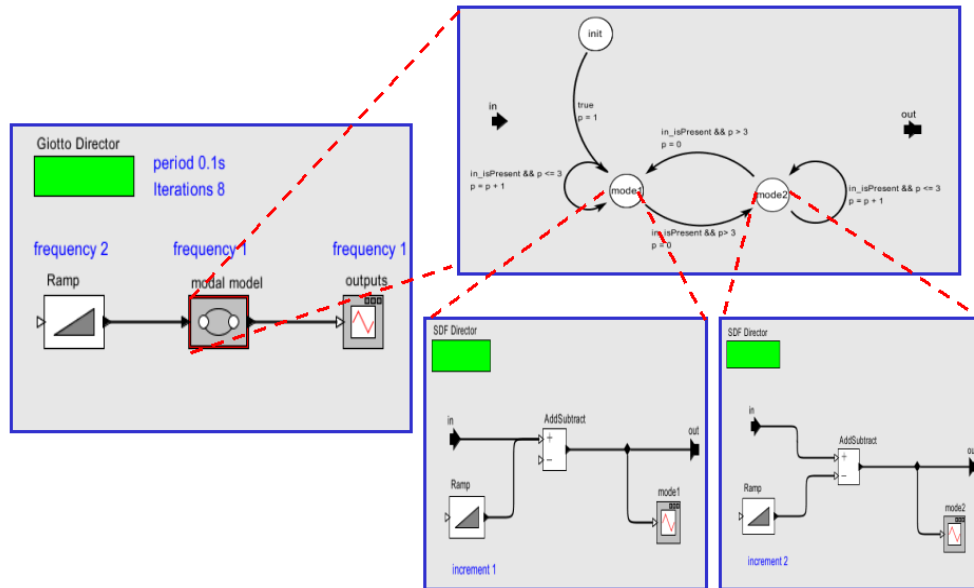 Giotto Director
period 0.1s
Iterations 8
frequency 2
frequency 1
frequency 1
Ramp
modal model
outputs
init
in
out
true
p = 1
in_isPresent && p > 3
p = 0
in_isPresent && p <= 3
p = p + 1
in_isPresent && p <= 3
p = p + 1
mode1
mode2
in_isPresent && p> 3
p = 0
SDF Director
in
AddSubtract
out
+
−
Ramp
mode1
increment 1
SDF Director
in
AddSubtract
+
−
Ramp
mode2
increment 2